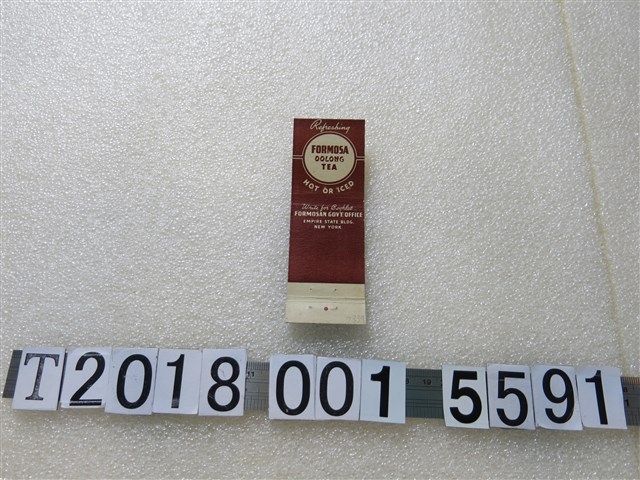 Refreshing
FORMOSA
OOLONG
TEA
HOT OR ICED
Write for Booklet
FORMOSAN GOV'T. OFFICE
EMPIRE STATE BLDG.
NEW YORK
T2018 001 5591